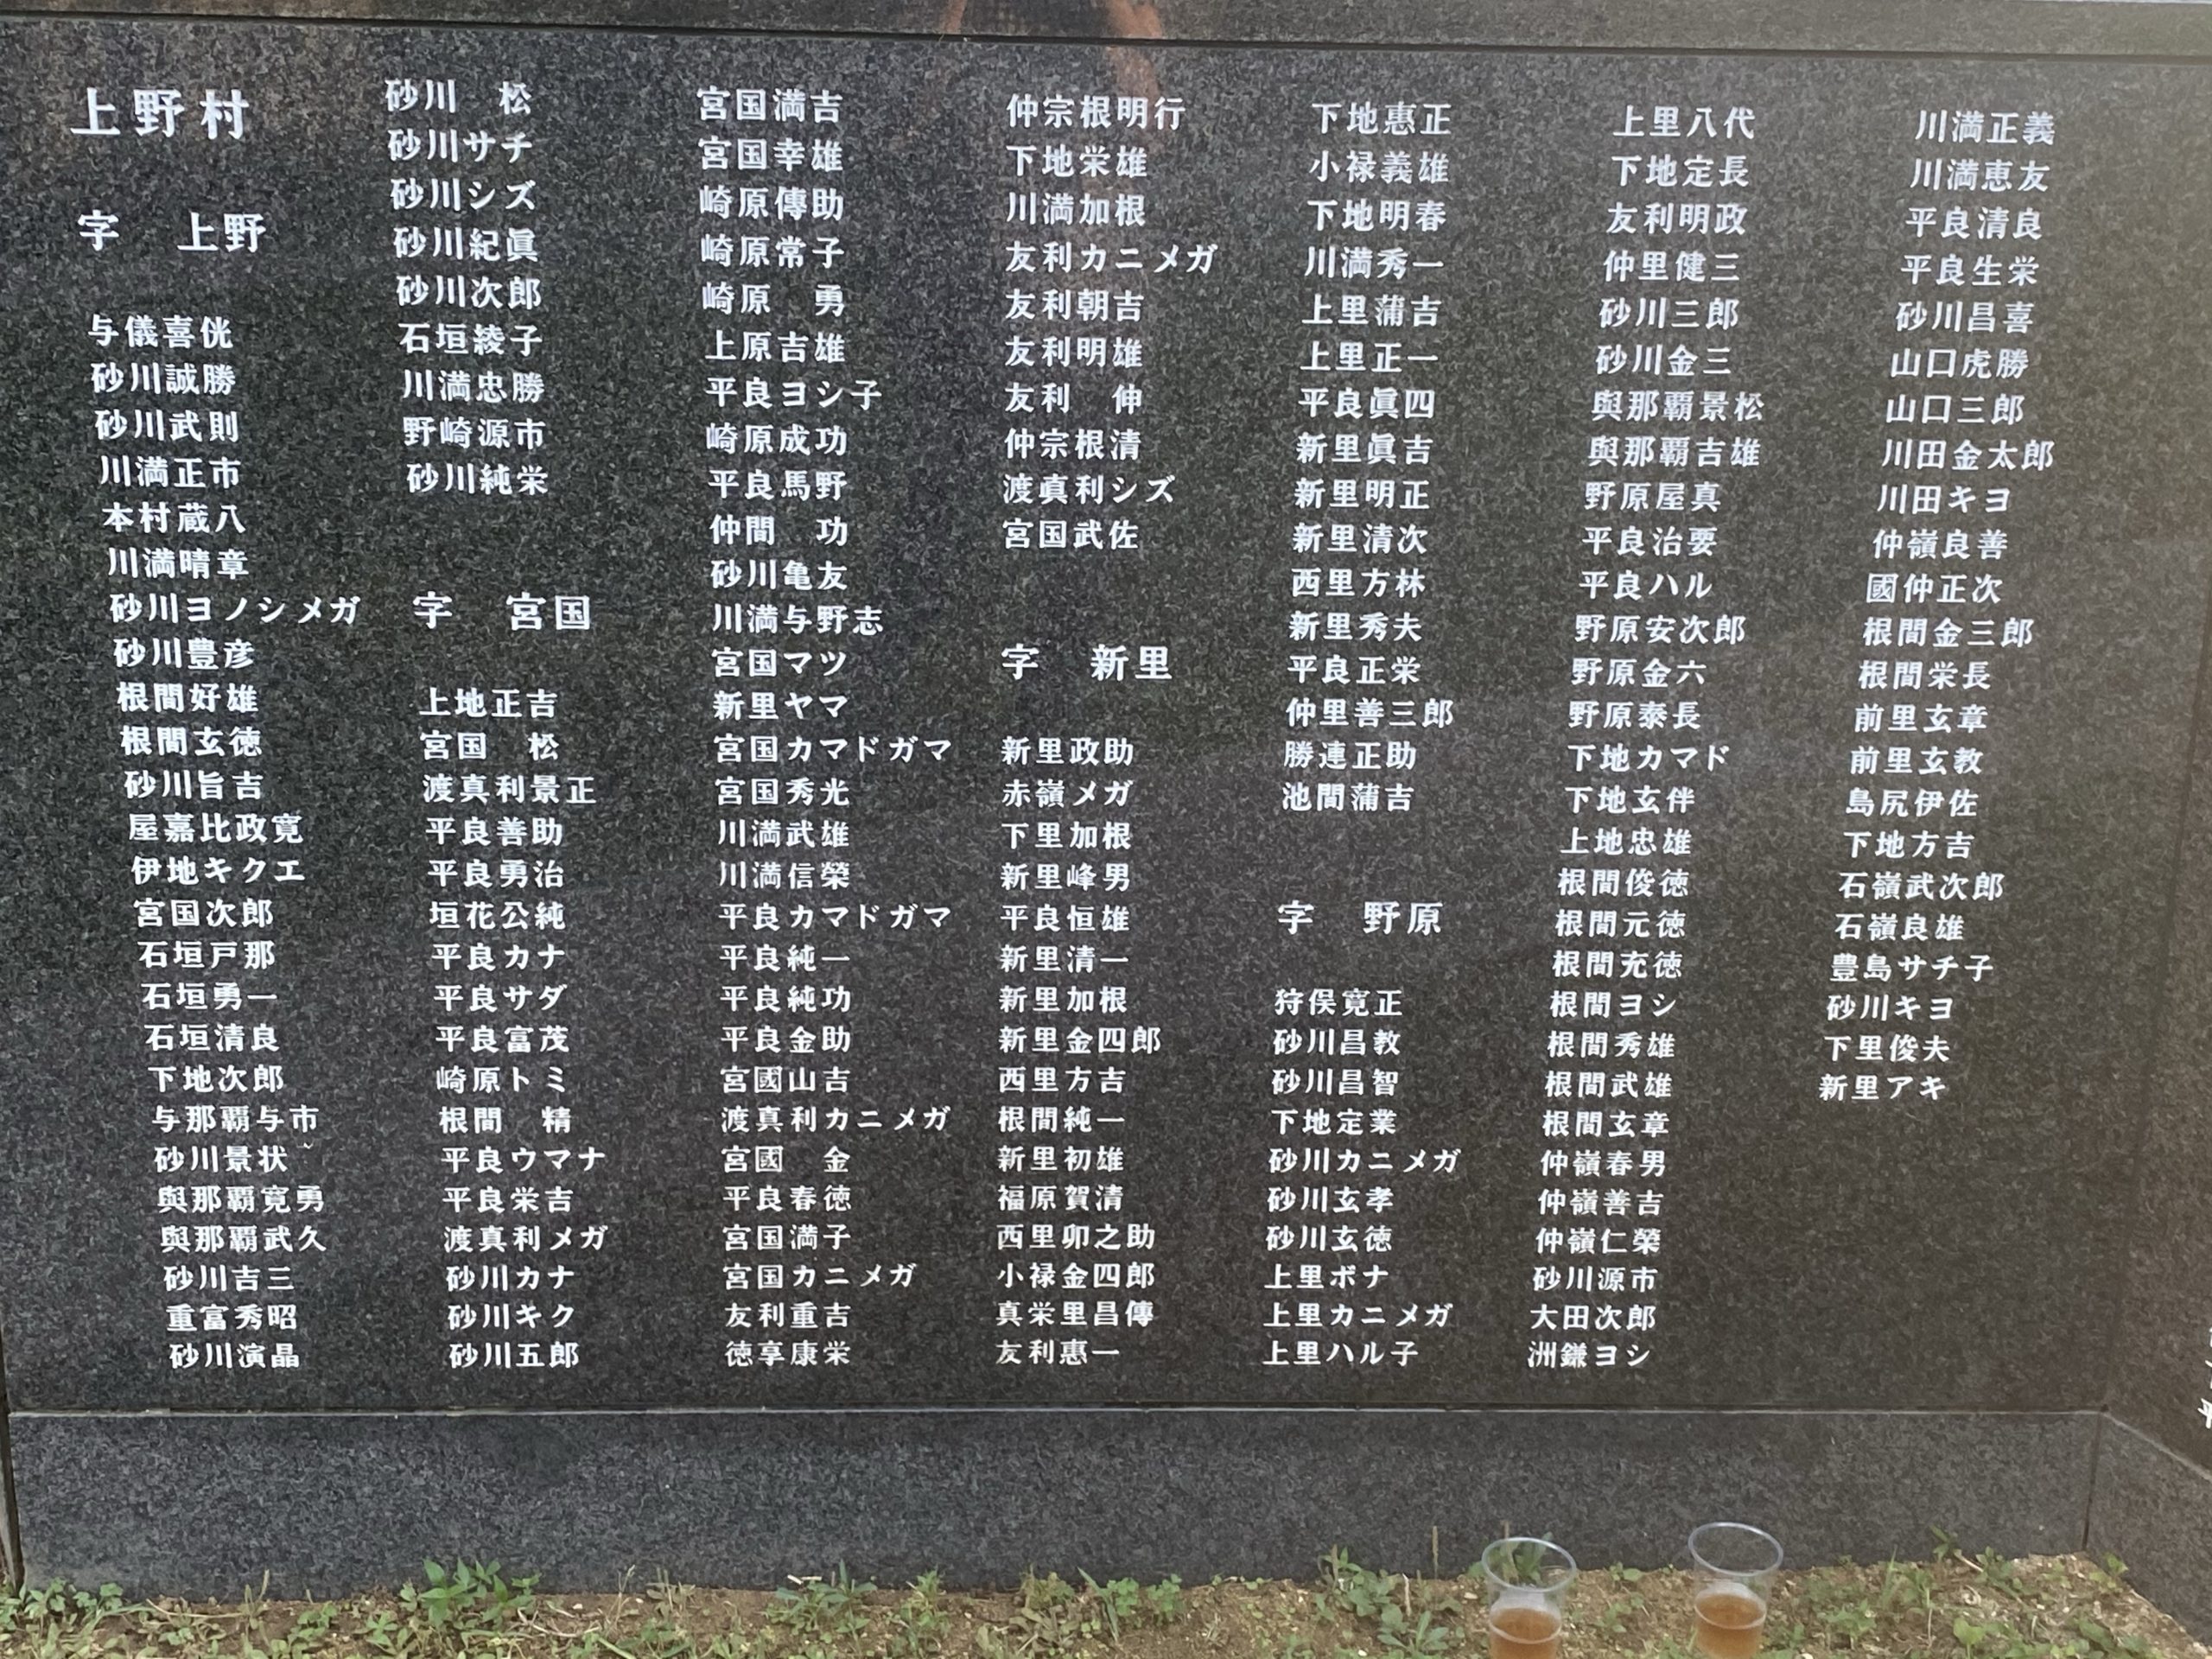 上野村
字　上野
与儀喜侊
砂川誠勝
砂川武則
川満正市
本村蔵八
川満晴章
砂川ヨノシメガ
砂川豊彦
根間好雄
根間玄徳
砂川旨吉
屋嘉比政寛
伊地キクエ
宮国次郎
石垣戸那
石垣勇一
石垣清良
下地次郎
与那覇与市
砂川景状
與那覇寛勇
與那覇武久
砂川吉三
重富秀昭
砂川演晶
砂川　松
砂川サチ
砂川シズ
砂川紀眞
砂川次郎
石垣綾子
川満忠勝
野崎源市
砂川純栄
字　宮国
上地正吉
宮国　松
渡真利景正
平良善助
平良勇治
垣花公純
平良カナ
平良サダ
平良富茂
崎原トミ
根間　精
平良ウマナ
平良栄吉
渡真利メガ
砂川カナ
砂川キク
砂川五郎
宮国満吉
宮国幸雄
崎原傳助
崎原常子
崎原　勇
上原吉雄
平良ヨシ子
崎原成功
平良馬野
仲間　功
砂川亀友
川満与野志
宮国マツ
新里ヤマ
宮国カマドガマ
宮国秀光
川満武雄
川満信榮
平良カマドガマ
平良純一
平良純功
平良金助
宮國山吉
渡真利カニメガ
宮國　金
平良春徳
宮国満子
宮国カニメガ
友利重吉
徳享康栄
仲宗根明行
下地栄雄
川満加根
友利カニメガ
友利朝吉
友利明雄
友利　伸
仲宗根清
渡眞利シズ
宮国武佐
字　新里
新里政助
赤嶺メガ
下里加根
新里峰男
平良恒雄
新里清一
新里加根
新里金四郎
西里方吉
根間純一
新里初雄
福原賀清
西里卯之助
小禄金四郎
真栄里昌傳
友利惠一
下地惠正
小禄義雄
下地明春
川満秀一
上里蒲吉
上里正一
平良眞四
新里眞吉
新里明正
新里清次
西里方林
新里秀夫
平良正栄
仲里善三郎
勝連正助
池間蒲吉
字　野原
狩俣寛正
砂川昌教
砂川昌智
下地定業
砂川カニメガ
砂川玄孝
砂川玄徳
上里ボナ
上里カニメガ
上里ハル子
上里八代
下地定長
友利明政
仲里健三
砂川三郎
砂川金三
與那覇景松
與那覇吉雄
野原屋真
平良治要
平良ハル
野原安次郎
野原金六
野原泰長
下地カマド
下地玄伴
上地忠雄
根間俊徳
根間元徳
根間充徳
根間ヨシ
根間秀雄
根間武雄
根間玄章
仲嶺春男
仲嶺善吉
仲嶺仁榮
砂川源市
大田次郎
洲鎌ヨシ
川満正義
川満恵友
平良清良
平良生栄
砂川昌喜
山口虎勝
山口三郎
川田金太郎
川田キヨ
仲嶺良善
國仲正次
根間金三郎
根間栄長
前里玄章
前里玄教
島尻伊佐
下地方吉
石嶺武次郎
石嶺良雄
豊島サチ子
砂川キヨ
下里俊夫
新里アキ